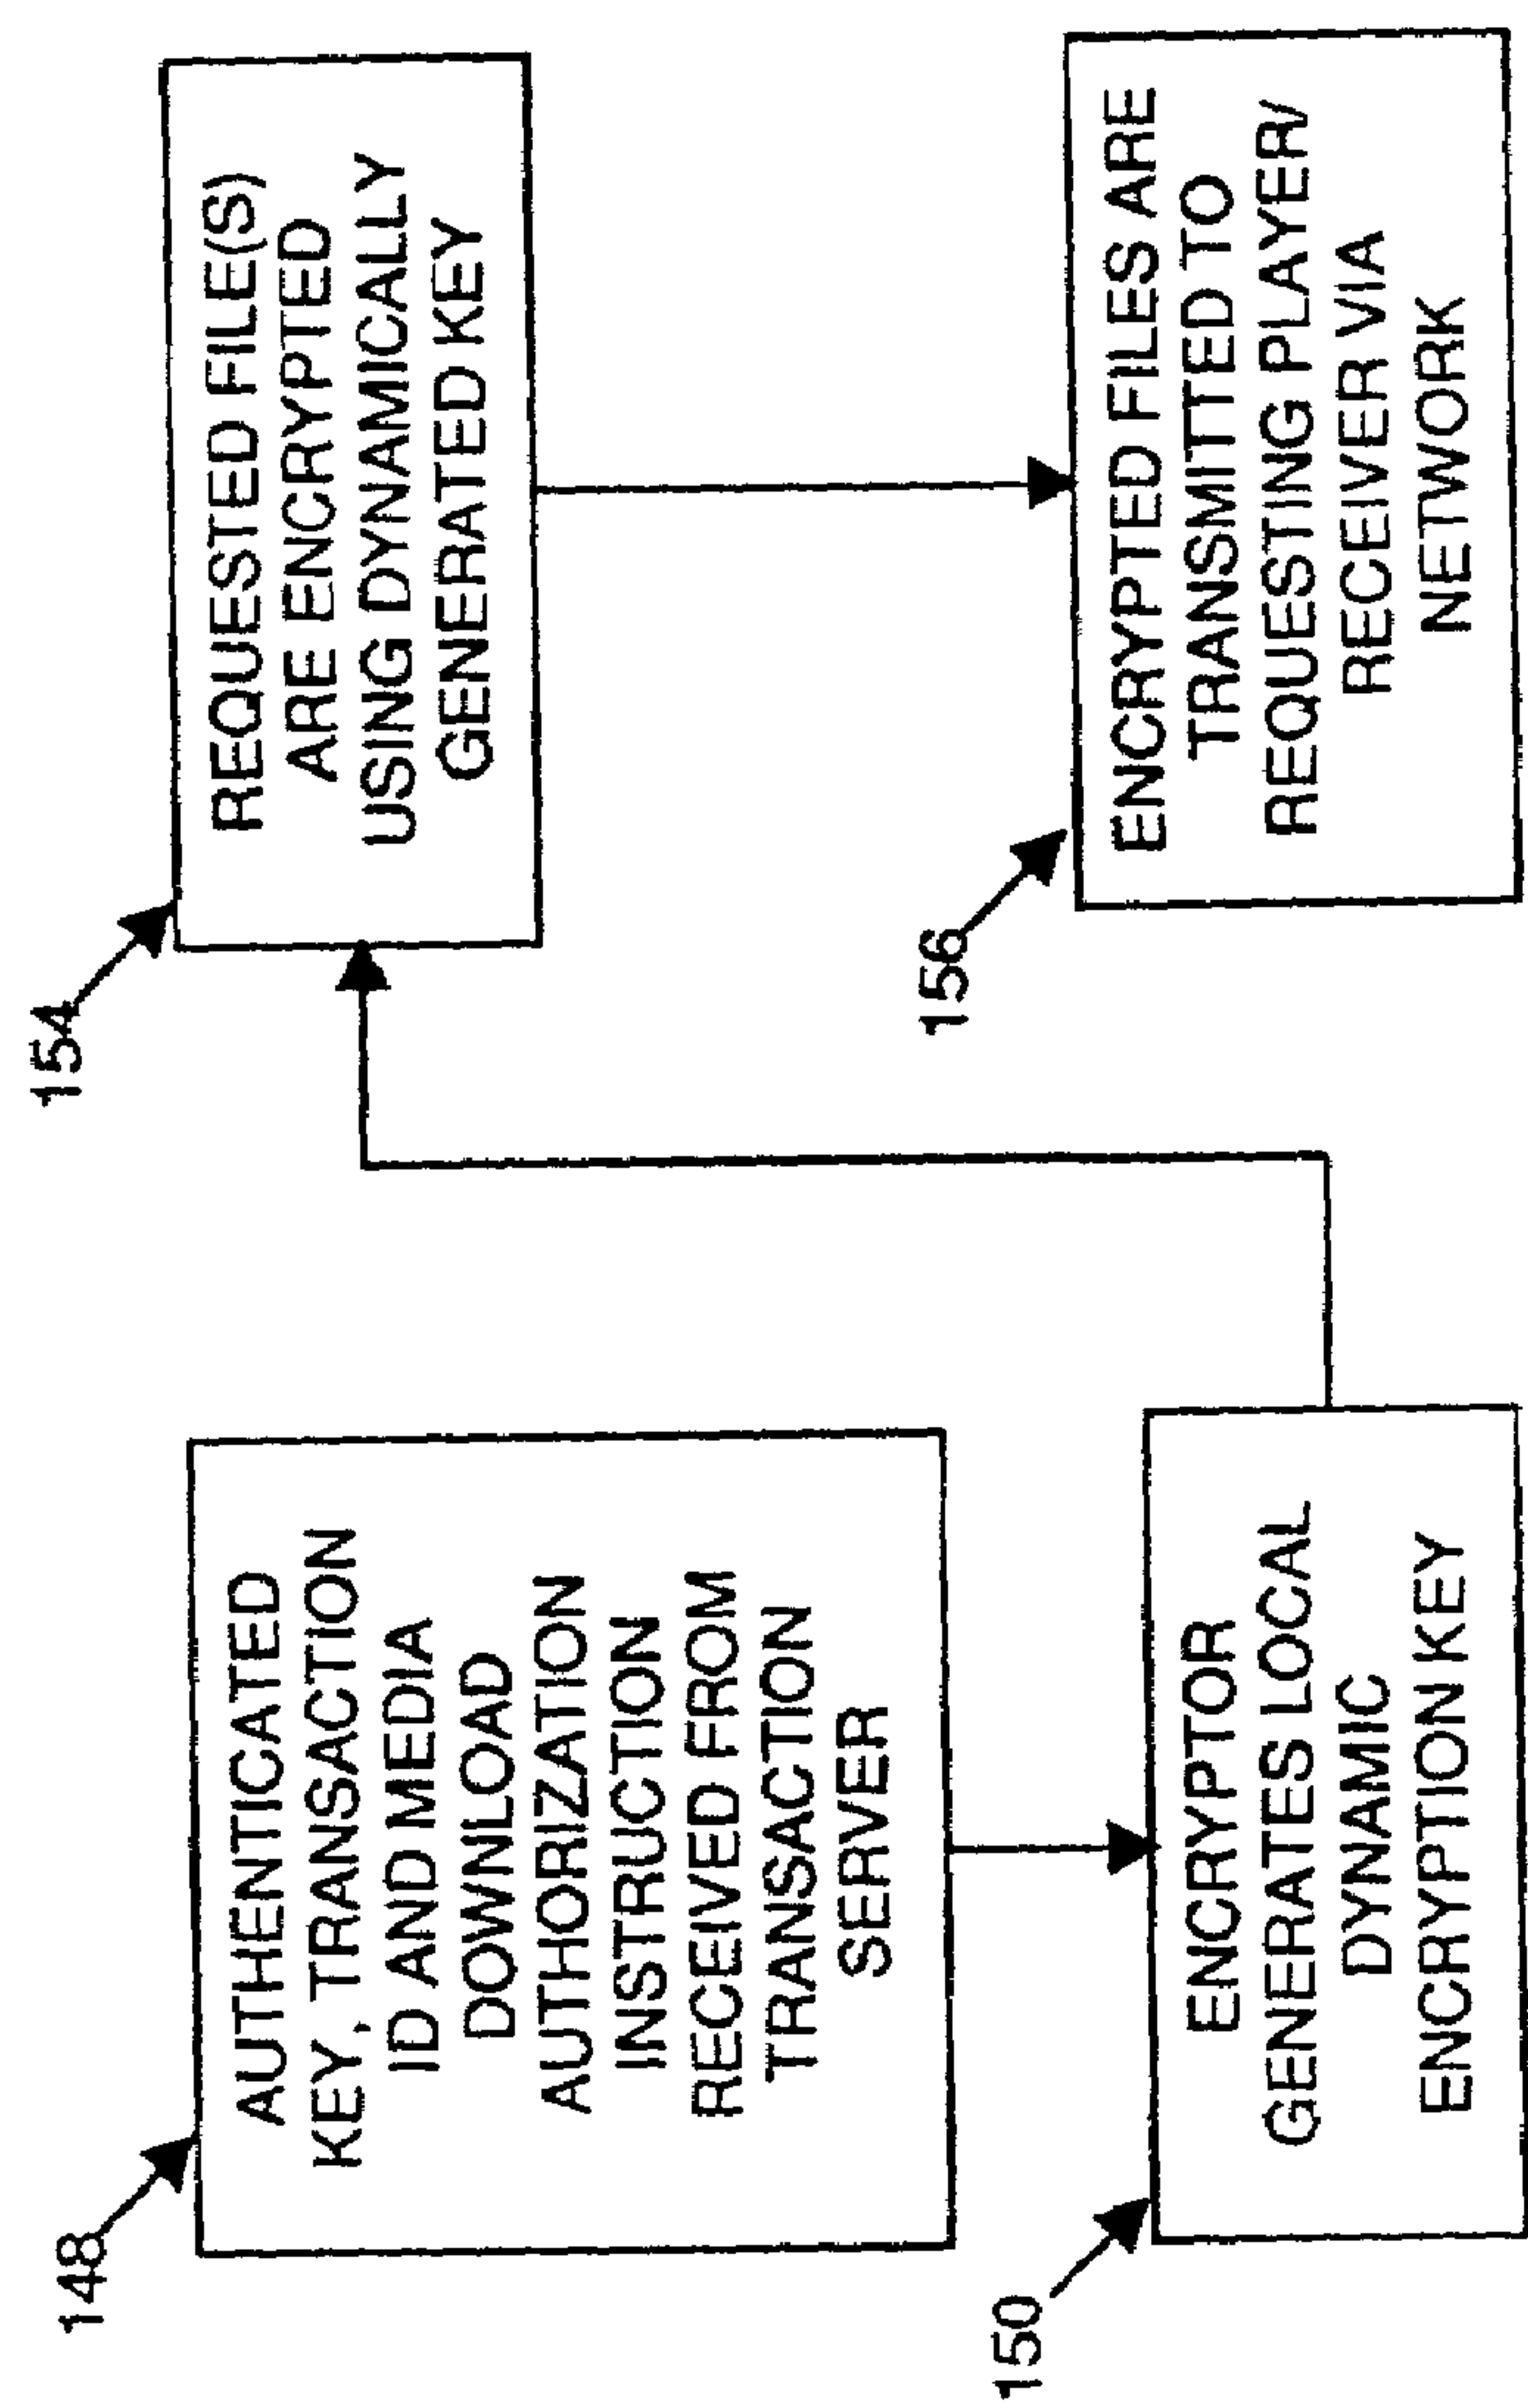 148
AUTHENTICATED
KEY, TRANSACTION
ID AND MEDIA
DOWNLOAD
AUTHORIZATION
INSTRUCTION
RECEIVED FROM
TRANSACTION
SERVER
150
ENCRYPTOR
GENERATES LOCAL
DYNAMIC
ENCRYPTION KEY
154
REQUESTED FILE(S)
ARE ENCRYPTED
USING DYNAMICALLY
GENERATED KEY
156
ENCRYPTED FILES ARE
TRANSMITTED TO
REQUESTING PLAYER/
RECEIVER VIA
NETWORK